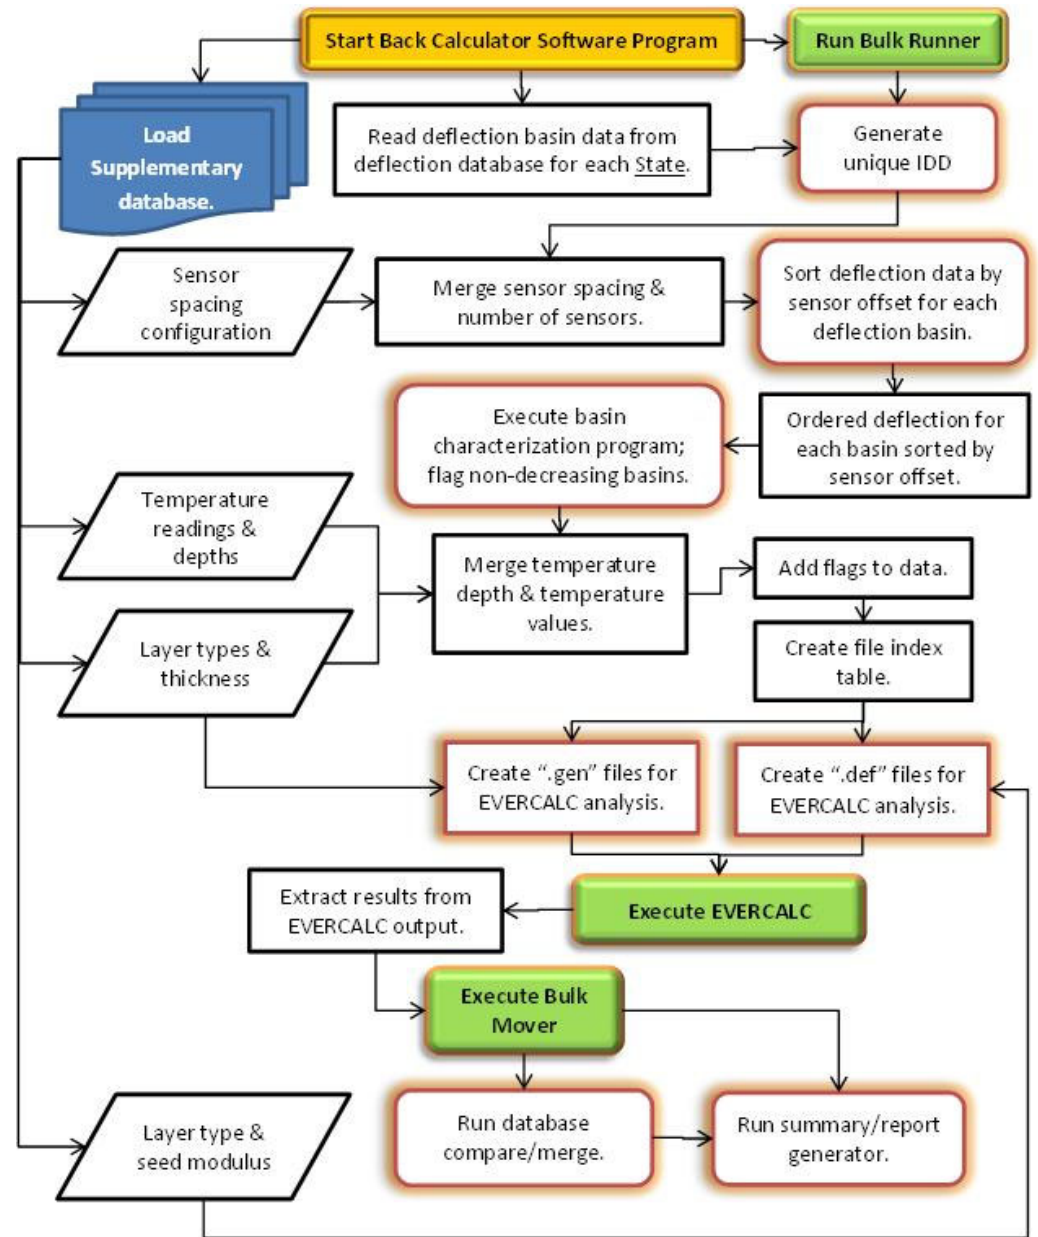 Start Back Calculator Software Program
Run Bulk Runner
Load
Supplementary
database.
Read deflection basin data from
deflection database for each State.
Generate
unique IDD
Sensor
spacing
configuration
Merge sensor spacing &
number of sensors.
Sort deflection data by
sensor offset for each
deflection basin.
Execute basin
characterization program;
flag non-decreasing basins.
Ordered deflection for
each basin sorted by
sensor offset.
Temperature
readings &
depths
Merge temperature
depth & temperature
values.
Add flags to data.
Layer types &
thickness
Create file index
table.
Create “.gen” files for
EVERCALC analysis.
Create “.def” files for
EVERCALC analysis.
Extract results from
EVERCALC output.
Execute EVERCALC
Execute Bulk
Mover
Layer type &
seed modulus
Run database
compare/merge.
Run summary/report
generator.